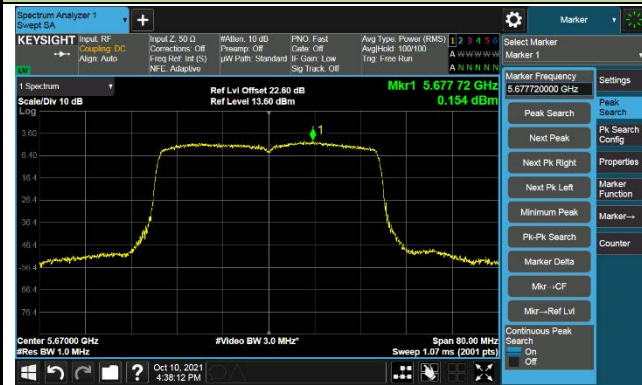 Spectrum Analyzer 1
Swept SA
Marker
KEYSIGHT
Input: RF
Coupling: DC
Align: Auto
Input Z: 50 Ω
Corrections: Off
Freq Ref: Int (S)
NFE: Adaptive
#Atten: 10 dB
Preamp: Off
µW Path: Standard
PNO: Fast
Gate: Off
IF Gain: Low
Sig Track: Off
Avg Type: Power (RMS)
Avg|Hold: 100/100
Trig: Free Run
1 2 3 4 5 6
A W W W W W
A N N N N N
LXI
Select Marker
Marker 1
1 Spectrum
Scale/Div 10 dB
Log
Ref Lvl Offset 22.60 dB
Ref Level 13.60 dBm
Mkr1 5.677 72 GHz
0.154 dBm
1
3.60
-6.40
-16.4
-26.4
-36.4
-46.4
-56.4
-66.4
-76.4
Center 5.67000 GHz
#Res BW 1.0 MHz
#Video BW 3.0 MHz*
Span 80.00 MHz
Sweep 1.07 ms (2001 pts)
Marker Frequency
5.677720000 GHz
Peak Search
Next Peak
Next Pk Right
Next Pk Left
Minimum Peak
Pk-Pk Search
Marker Delta
Mkr→CF
Mkr→Ref Lvl
Continuous Peak
Search
On
Off
Settings
Peak
Search
Pk Search
Config
Properties
Marker
Function
Marker→
Counter
?
Oct 10, 2021
4:38:12 PM